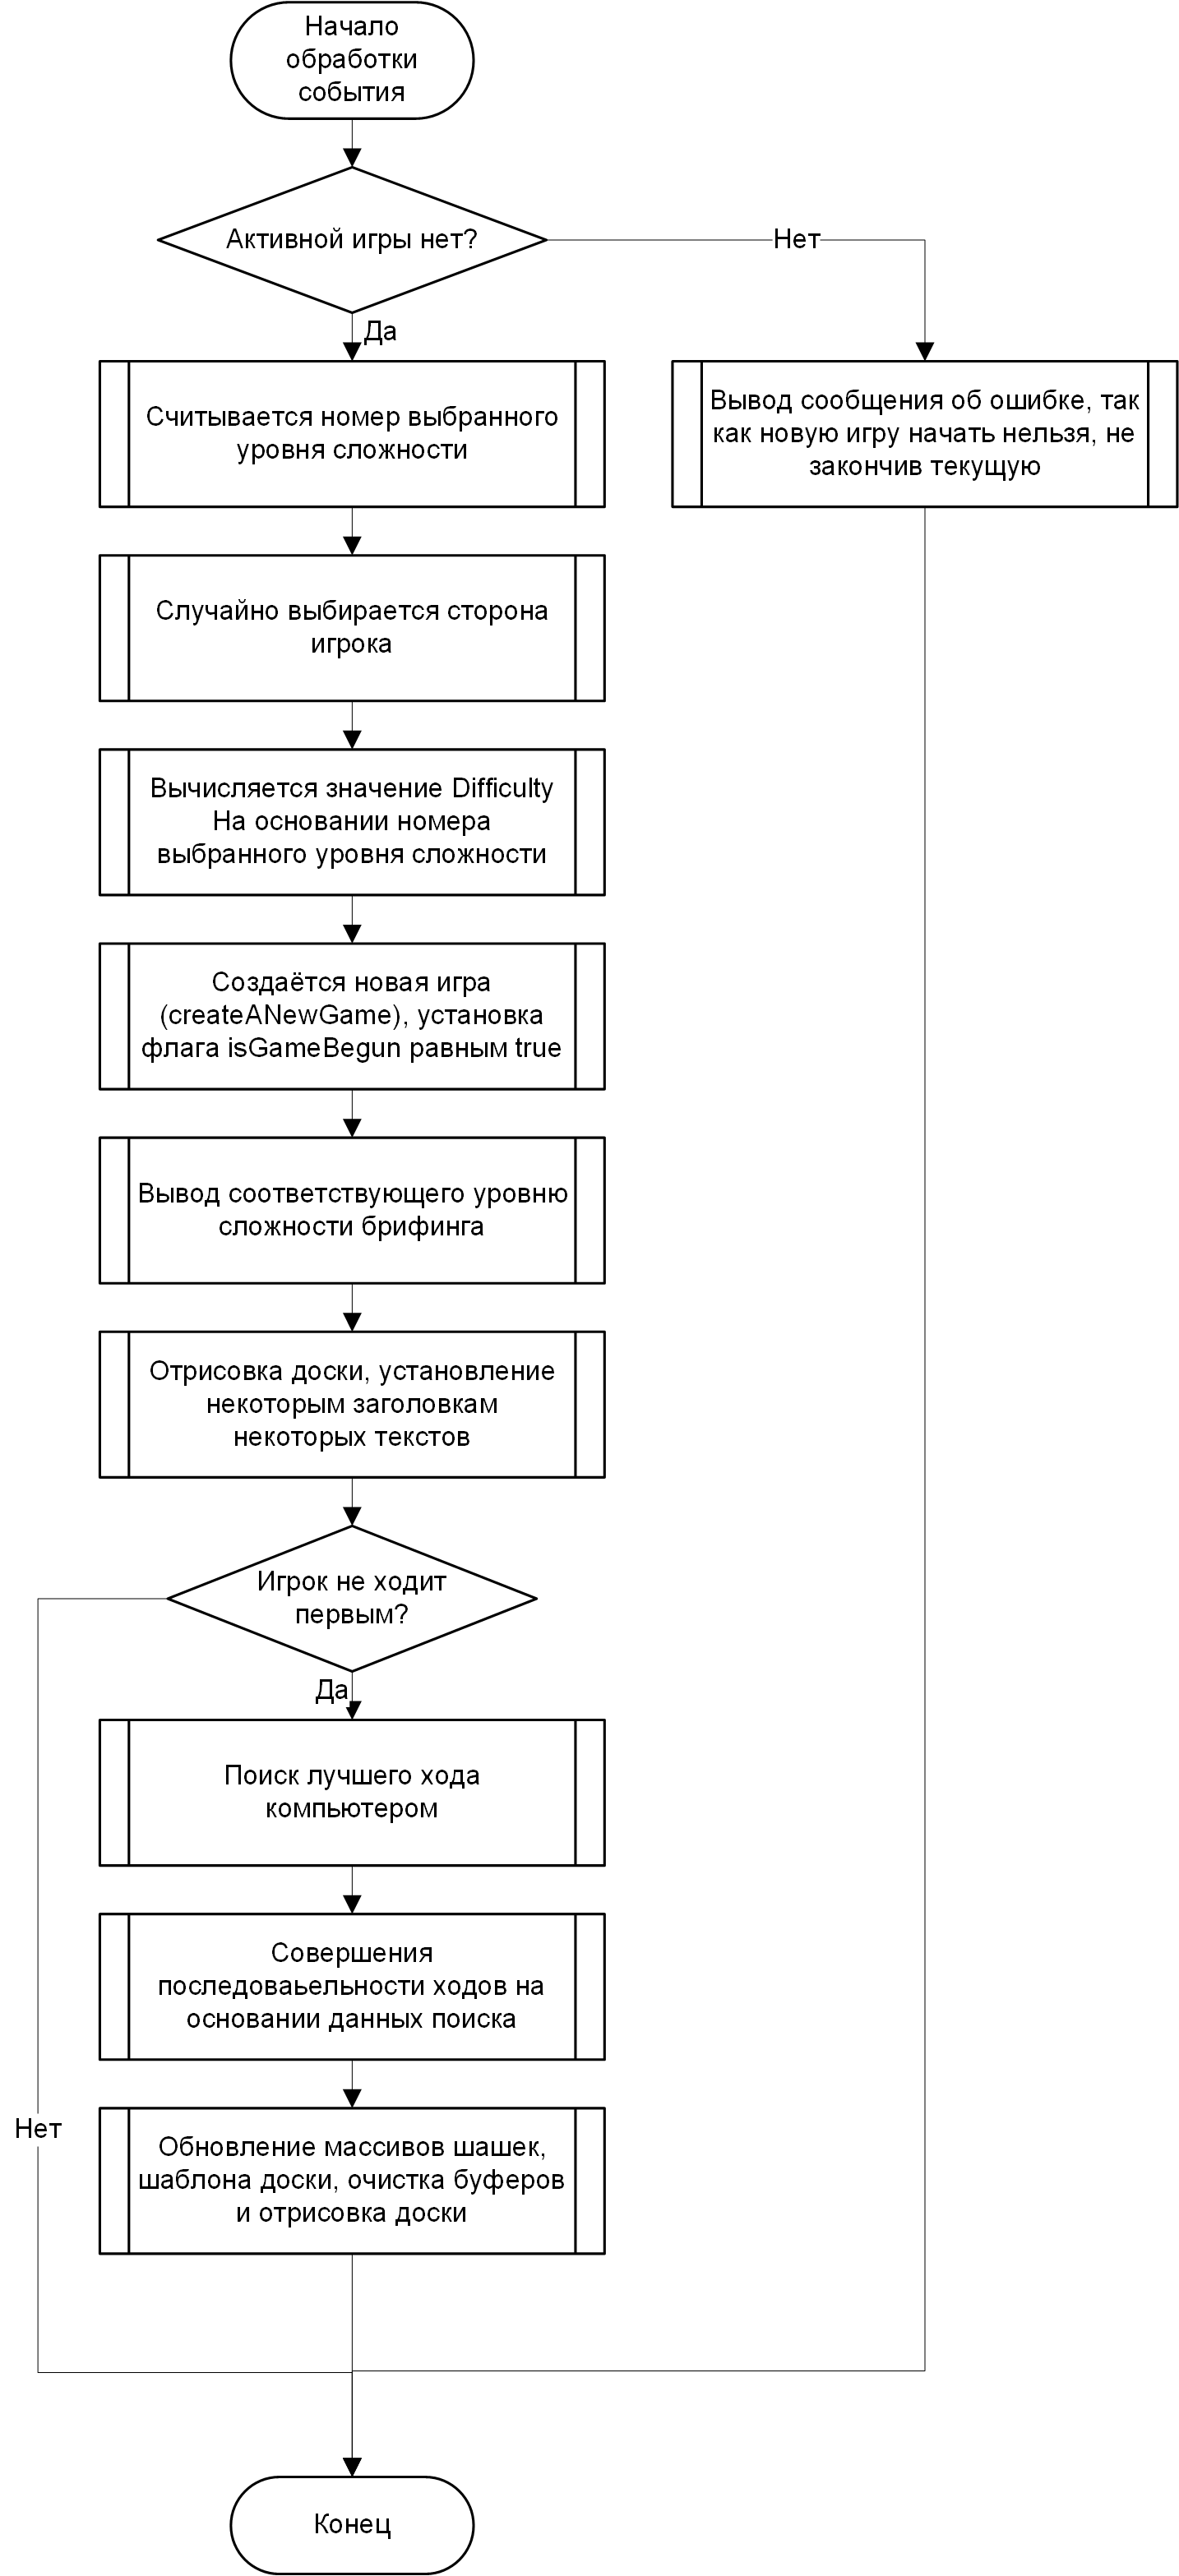 Начало
обработки
события
Активной игры нет?
Нет
Да
Считывается номер выбранного
уровня сложности
Вывод сообщения об ошибке, так
как новую игру начать нельзя, не
закончив текущую
Случайно выбирается сторона
игрока
Вычисляется значение Difficulty
На основании номера
выбранного уровня сложности
Создаётся новая игра
(createANewGame), установка
флага isGameBegun равным true
Вывод соответствующего уровню
сложности брифинга
Отрисовка доски, установление
некоторым заголовкам
некоторых текстов
Игрок не ходит
первым?
Да
Поиск лучшего хода
компьютером
Совершения
последоваьельности ходов на
основании данных поиска
Нет
Обновление массивов шашек,
шаблона доски, очистка буферов
и отрисовка доски
Конец